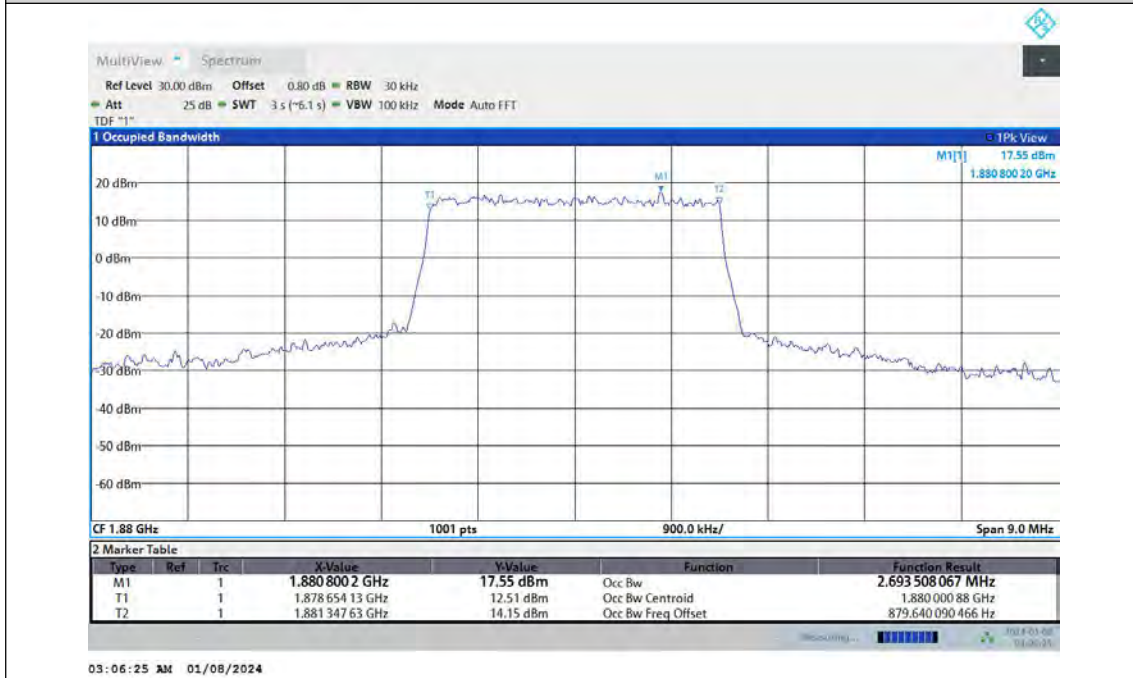 MultiView Spectrum
Ref Level 30.00 dBm Offset 0.80 dB RBW 30 kHz
Att 25 dB SWT 3 s (~6.1 s) VBW 100 kHz Mode Auto FFT
TDF "1"
1 Occupied Bandwidth 1Pk View
M1[1] 17.55 dBm
1.880 800 20 GHz
M1
T1 T2
20 dBm
10 dBm
0 dBm
-10 dBm
-20 dBm
-30 dBm
-40 dBm
-50 dBm
-60 dBm
CF 1.88 GHz 1001 pts 900.0 kHz/ Span 9.0 MHz
2 Marker Table
Type Ref Trc X-Value Y-Value Function Function Result
M1 1 1.880 800 2 GHz 17.55 dBm Occ Bw 2.693 508 067 MHz
T1 1 1.878 654 13 GHz 12.51 dBm Occ Bw Centroid 1.880 000 88 GHz
T2 1 1.881 347 63 GHz 14.15 dBm Occ Bw Freq Offset 879.640 090 466 Hz
03:06:25 AM 01/08/2024